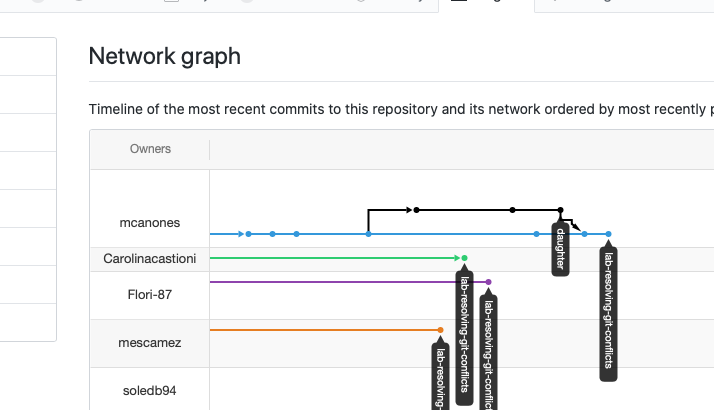 Network graph
Timeline of the most recent commits to this repository and its network ordered by most recently
Owners
mcanones
Carolinacastioni
Flori-87
mescamez
soledb94
daughter
lab-resolving-git-conflicts
lab-resolving-git-conflicts
lab-resolving-git-conflicts
lab-resolving-